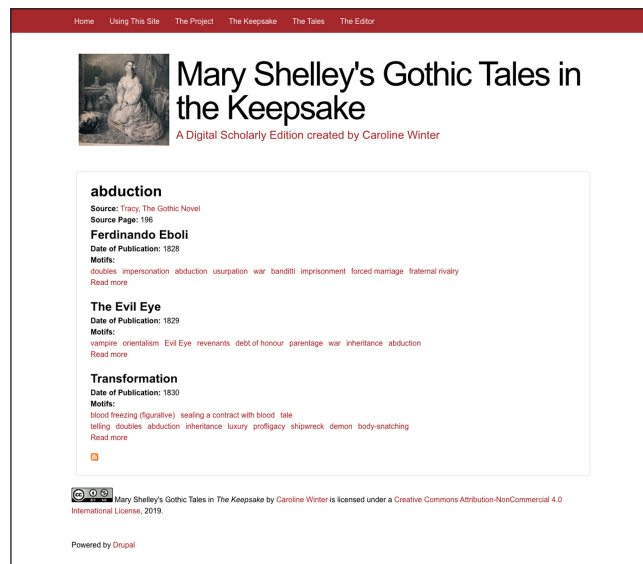 Home Using This Site The Project The Keepsake The Tales The Editor
Mary Shelley's Gothic Tales in
the Keepsake
A Digital Scholarly Edition created by Caroline Winter
abduction
Source: Tracy, The Gothic Novel
Source Page: 196
Ferdinando Eboli
Date of Publication: 1828
Motifs:
doubles impersonation abduction usurpation war banditti imprisonment forced marriage fraternal rivalry
Read more
The Evil Eye
Date of Publication: 1829
Motifs:
vampire orientalism Evil Eye revenants debt of honour parentage war inheritance abduction
Read more
Transformation
Date of Publication: 1830
Motifs:
blood freezing (figurative) sealing a contract with blood tale
telling doubles abduction inheritance luxury profligacy shipwreck demon body-snatching
Read more
cc BY NC Mary Shelley's Gothic Tales in The Keepsake by Caroline Winter is licensed under a Creative Commons Attribution-NonCommercial 4.0
International License, 2019.
Powered by Drupal